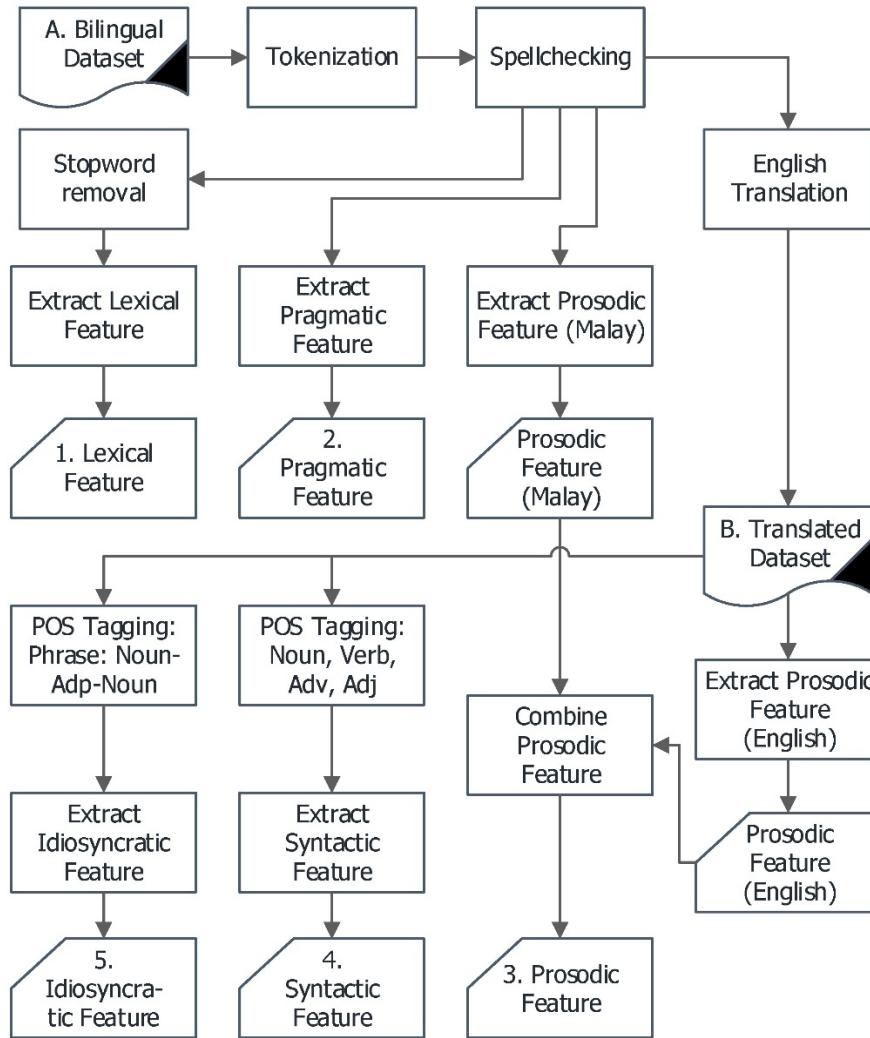 A. Bilingual
Dataset
Tokenization
Spellchecking
Stopword
removal
English
Translation
Extract Lexical
Feature
Extract
Pragmatic
Feature
Extract Prosodic
Feature (Malay)
1. Lexical
Feature
2.
Pragmatic
Feature
Prosodic
Feature
(Malay)
B. Translated
Dataset
POS Tagging:
Phrase: Noun-
Adp-Noun
POS Tagging:
Noun, Verb,
Adv, Adj
Combine
Prosodic
Feature
Extract Prosodic
Feature
(English)
Extract
Idiosyncratic
Feature
Extract
Syntactic
Feature
Prosodic
Feature
(English)
5.
Idiosyncra-
tic Feature
4.
Syntactic
Feature
3. Prosodic
Feature